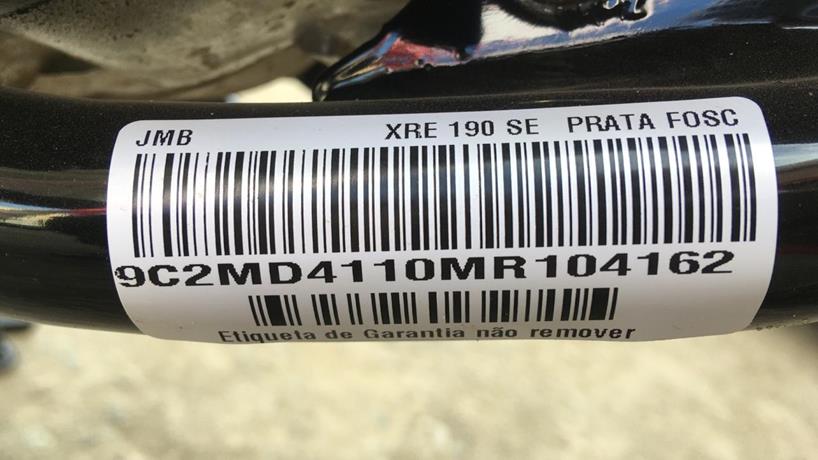 JMB XRE 190 SE PRATA FOSC
9C2MD4110MR104162
Etiqueta de Garantia não remover